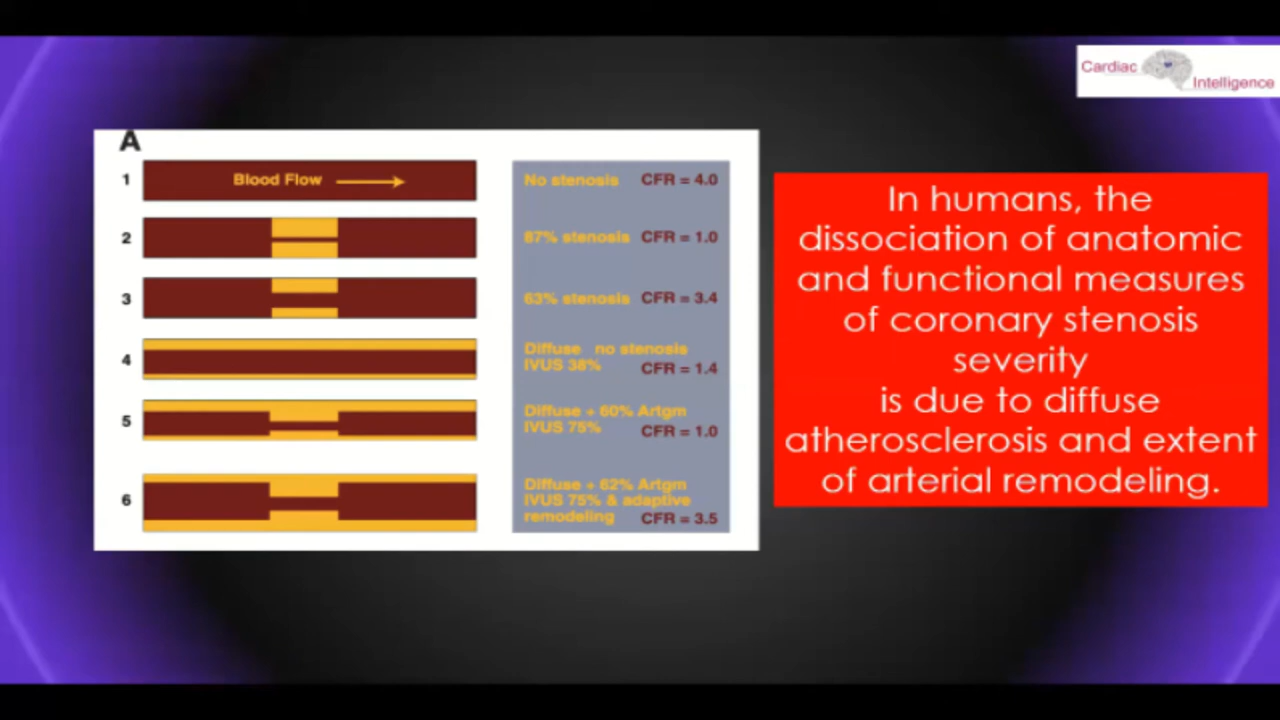 Cardiac
Intelligence
A
1 Blood Flow No stenosis CFR = 4.0
2 87% stenosis CFR = 1.0
3 63% stenosis CFR = 3.4
4 Diffuse no stenosis
IVUS 38% CFR = 1.4
5 Diffuse + 60% Artgm
IVUS 75% CFR = 1.0
6 Diffuse + 62% Artgm
IVUS 75% & adaptive
remodeling CFR = 3.5
In humans, the
dissociation of anatomic
and functional measures
of coronary stenosis
severity
is due to diffuse
atherosclerosis and extent
of arterial remodeling.